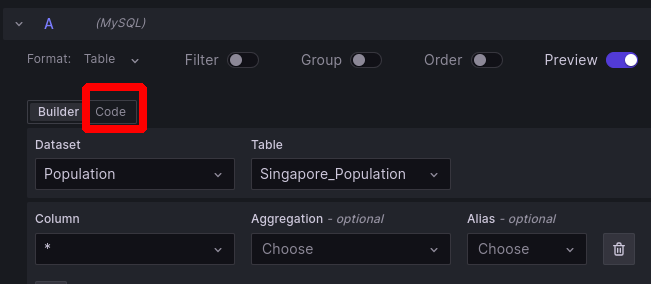 A (MySQL)
Format: Table Filter Group Order Preview
Builder Code
Dataset Table
Population Singapore_Population
Column Aggregation - optional Alias - optional
* Choose Choose